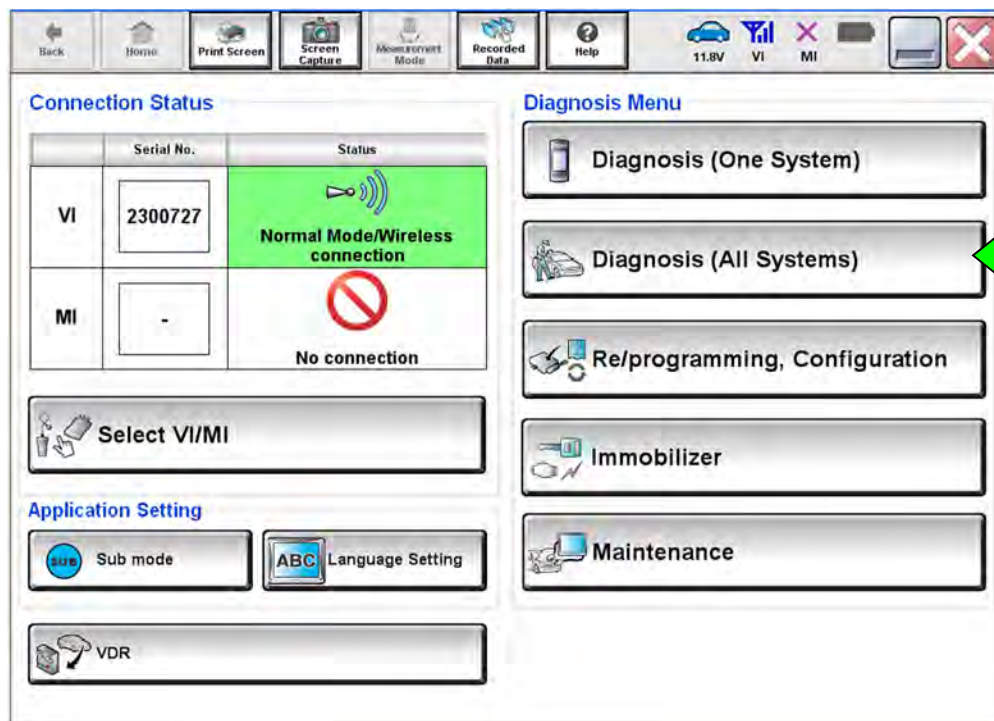 Back
Home
Print Screen
Screen
Capture
Measurement
Mode
Recorded
Data
?
Help
11.8V
VI
MI
Connection Status
Serial No.
Status
VI
2300727
Normal Mode/Wireless
connection
MI
-
No connection
Select VI/MI
Application Setting
SUB
Sub mode
ABC
Language Setting
VDR
Diagnosis Menu
Diagnosis (One System)
Diagnosis (All Systems)
Re/programming, Configuration
Immobilizer
Maintenance